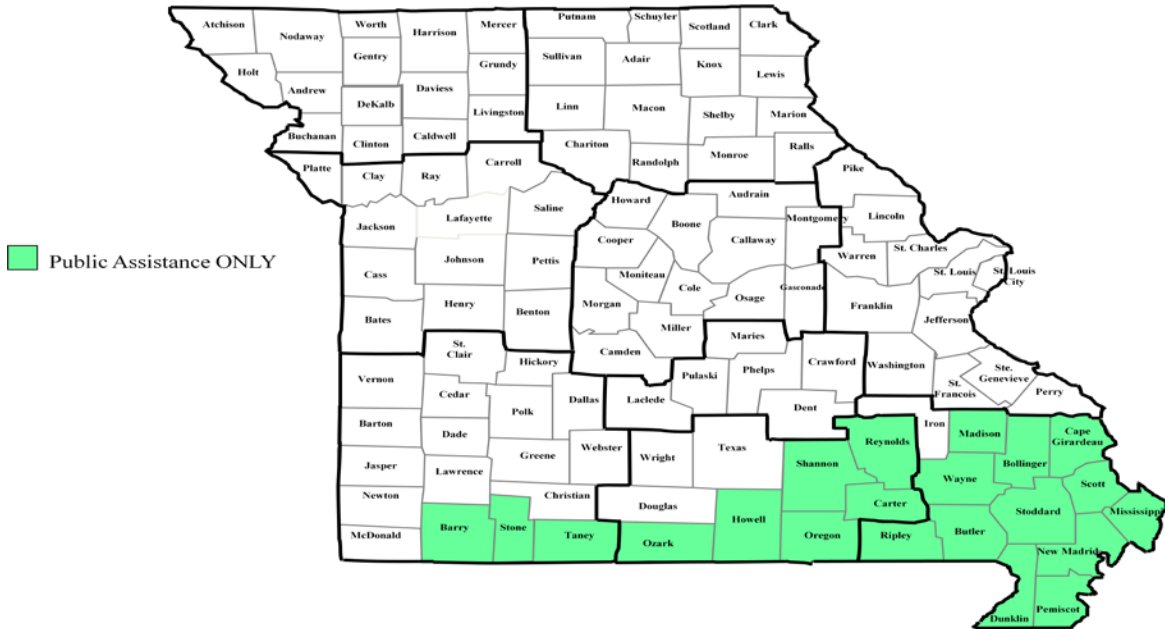 Atchison
Nodaway
Worth
Harrison
Mercer
Putnam
Schuyler
Scotland
Clark
Gentry
Sullivan
Adair
Knox
Grundy
Holt
Lewis
Andrew
Daviess
DeKalb
Linn
Macon
Shelby
Marion
Livingston
Buchanan
Clinton
Caldwell
Chariton
Randolph
Monroe
Ralls
Platte
Clay
Ray
Carroll
Pike
Audrain
Howard
Saline
Lafayette
Boone
Montgomery
Lincoln
Jackson
Cooper
Callaway
St. Charles
Public Assistance ONLY
Johnson
Pettis
Warren
Cass
Moniteau
St. Louis
St. Louis
City
Cole
Gasconade
Henry
Morgan
Osage
Franklin
Benton
Bates
Miller
Jefferson
St.
Clair
Maries
Hickory
Camden
Crawford
Washington
Ste.
Genevieve
Vernon
Pulaski
Phelps
St.
Francois
Perry
Cedar
Dallas
Laclede
Polk
Dent
Barton
Iron
Dade
Madison
Cape
Girardeau
Reynolds
Webster
Texas
Greene
Wright
Jasper
Lawrence
Shannon
Bollinger
Wayne
Scott
Newton
Christian
Douglas
Carter
Stoddard
Mississippi
Howell
Barry
Stone
McDonald
Taney
Ozark
Oregon
Ripley
Butler
New Madrid
Pemiscot
Dunklin